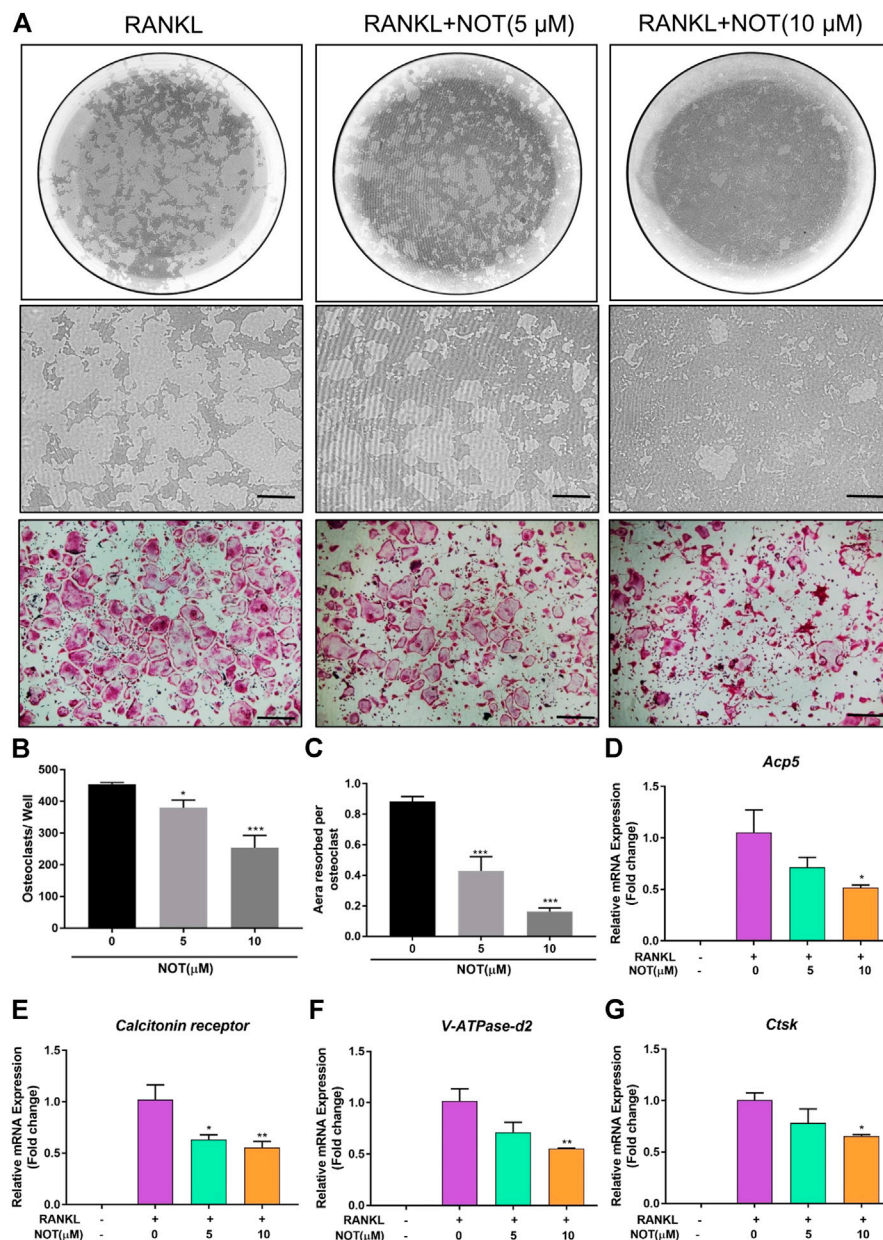 A
RANKL
RANKL+NOT(5 μM)
RANKL+NOT(10 μM)
B
Osteoclasts/ Well
500
400
300
200
100
0
*
***
0 5 10
NOT(μM)
C
Aera resorbed per
osteoclast
1.0
0.8
0.6
0.4
0.2
0.0
***
***
0 5 10
NOT(μM)
D
Acp5
Relative mRNA Expression
(Fold change)
1.5
1.0
0.5
0.0
*
RANKL - + + +
NOT(μM) - 0 5 10
E
Calcitonin receptor
Relative mRNA Expression
(Fold change)
1.5
1.0
0.5
0.0
*
**
RANKL - + + +
NOT(μM) - 0 5 10
F
V-ATPase-d2
Relative mRNA Expression
(Fold change)
1.5
1.0
0.5
0.0
**
RANKL - + + +
NOT(μM) - 0 5 10
G
Ctsk
Relative mRNA Expression
(Fold change)
1.5
1.0
0.5
0.0
*
RANKL - + + +
NOT(μM) - 0 5 10